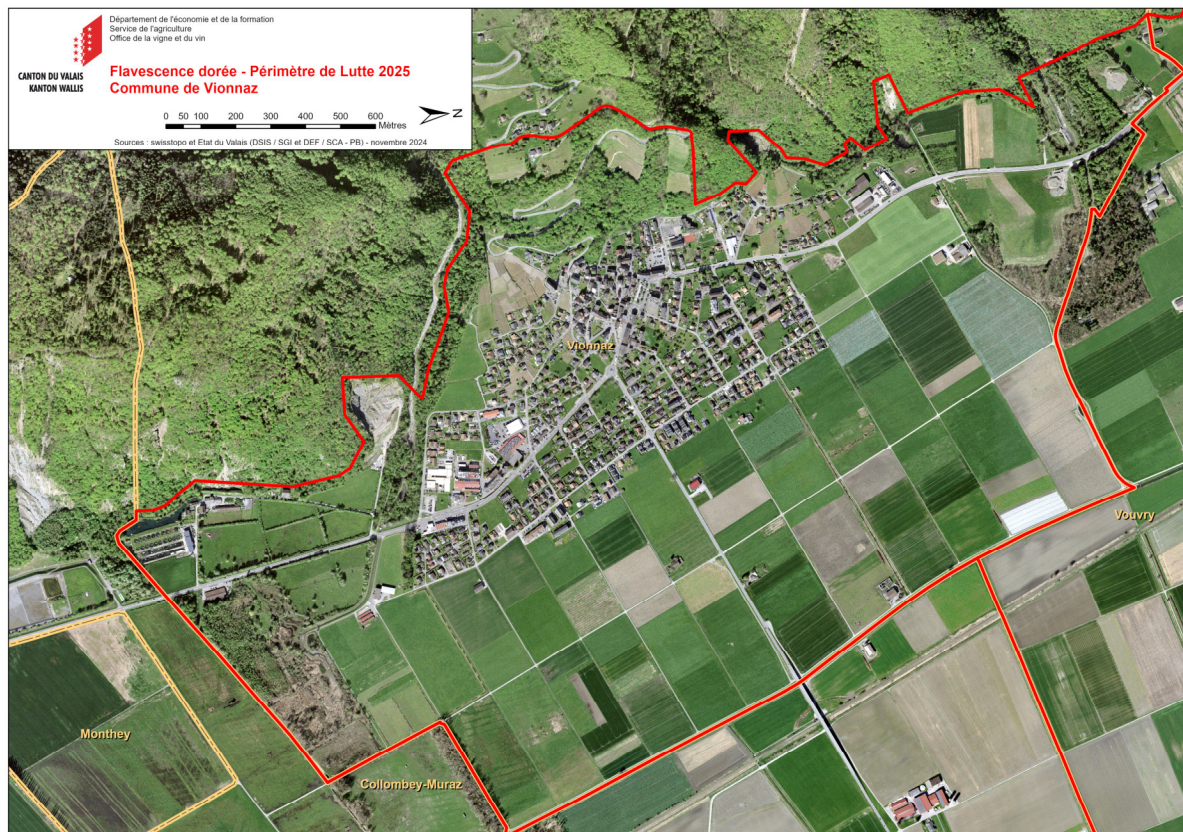 Département de l'économie et de la formation
Service de l'agriculture
Office de la vigne et du vin
CANTON DU VALAIS
KANTON WALLIS
Flavescence dorée - Périmètre de Lutte 2025
Commune de Vionnaz
0 50 100 200 300 400 500 600
Mètres
N
Sources : swisstopo et Etat du Valais (DSIS / SGI et DEF / SCA - PB) - novembre 2024
Vionnaz
Vouvry
Monthey
Collombey-Muraz